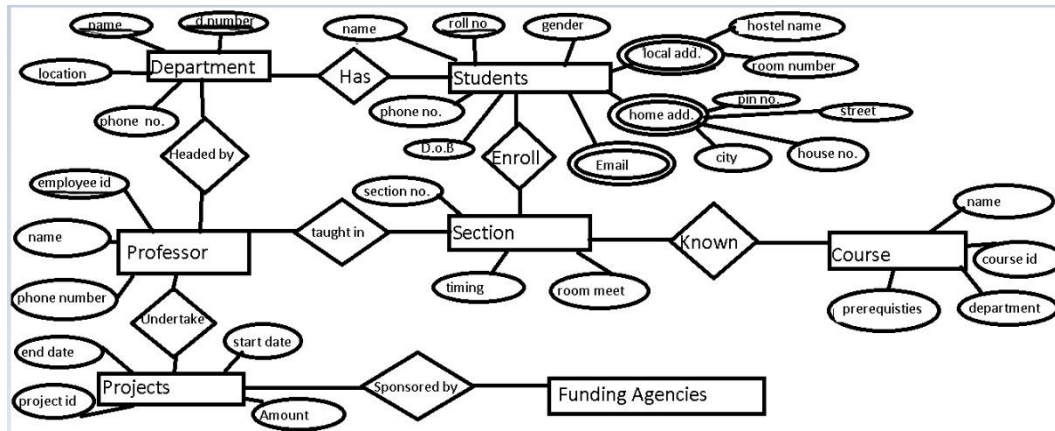 name
d.number
location
Department
phone no.
Has
name
roll no
gender
Students
phone no.
D.o.B
local add.
hostel name
room number
home add.
pin no.
street
house no.
city
Email
Headed by
Enroll
employee id
name
Professor
phone number
taught in
section no.
Section
timing
room meet
Known
name
Course
course id
prerequisties
department
Undertake
end date
start date
Projects
project id
Amount
Sponsored by
Funding Agencies